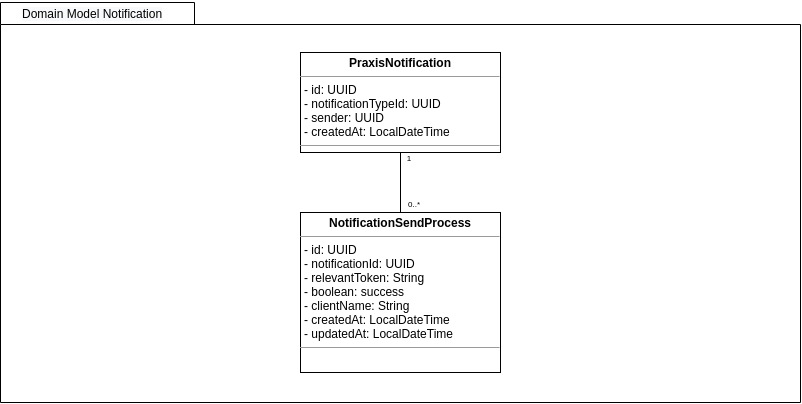 Domain Model Notification
PraxisNotification
- id: UUID
- notificationTypeId: UUID
- sender: UUID
- createdAt: LocalDateTime
1
0..*
NotificationSendProcess
- id: UUID
- notificationId: UUID
- relevantToken: String
- boolean: success
- clientName: String
- createdAt: LocalDateTime
- updatedAt: LocalDateTime